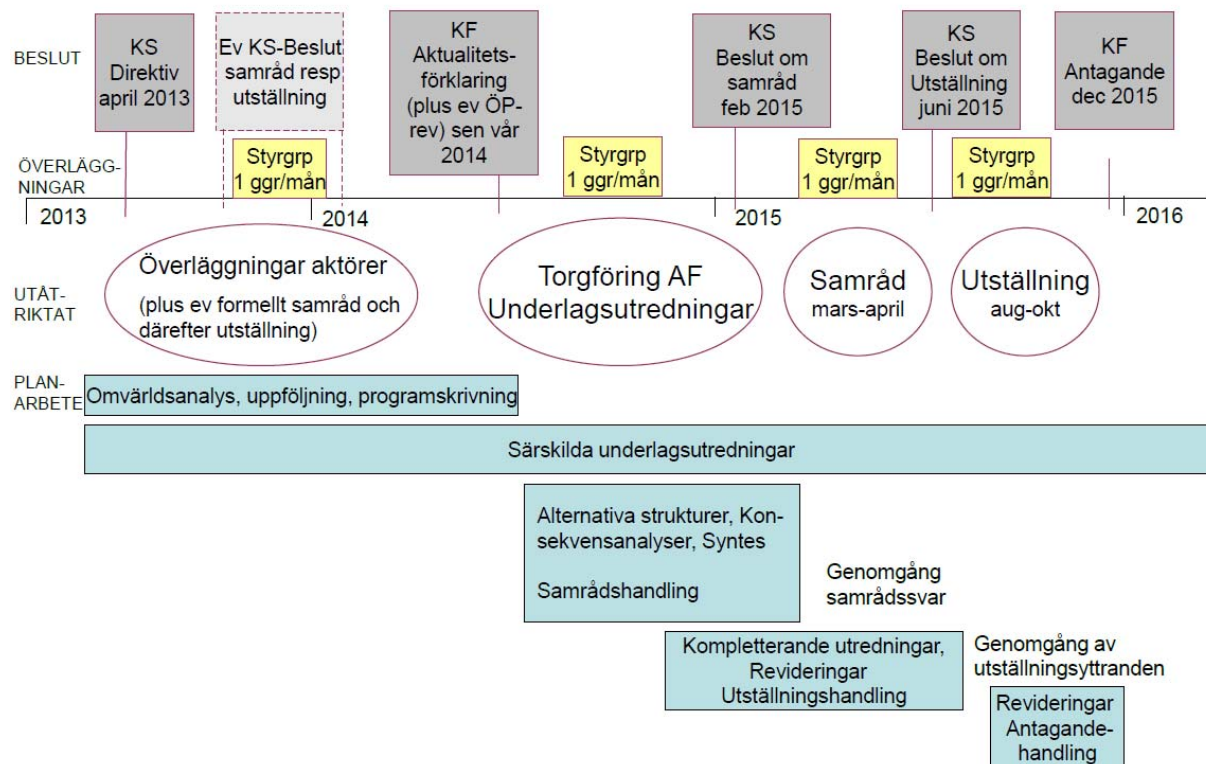 BESLUT
KS
Direktiv
april 2013
Ev KS-Beslut
samråd resp
utställning
KF
Aktualitets-
förklaring
(plus ev ÖP-
rev) sen vår
2014
KS
Beslut om
samråd
feb 2015
KS
Beslut om
Utställning
juni 2015
KF
Antagande
dec 2015
ÖVERLÄGG-
NINGAR
Styrgrp
1 ggr/mån
Styrgrp
1 ggr/mån
Styrgrp
1 ggr/mån
Styrgrp
1 ggr/mån
2013
2014
2015
2016
UTÅT-
RIKTAT
Överläggningar aktörer
(plus ev formellt samråd och
därefter utställning)
Torgföring AF
Underlagsutredningar
Samråd
mars-april
Utställning
aug-okt
PLAN-
ARBETE
Omvärldsanalys, uppföljning, programskrivning
Särskilda underlagsutredningar
Alternativa strukturer, Kon-
sekvensanalyser, Syntes
Samrådshandling
Genomgång
samrådssvar
Kompletterande utredningar,
Revideringar
Utställningshandling
Genomgång av
utställningsyttranden
Revideringar
Antagande-
handling